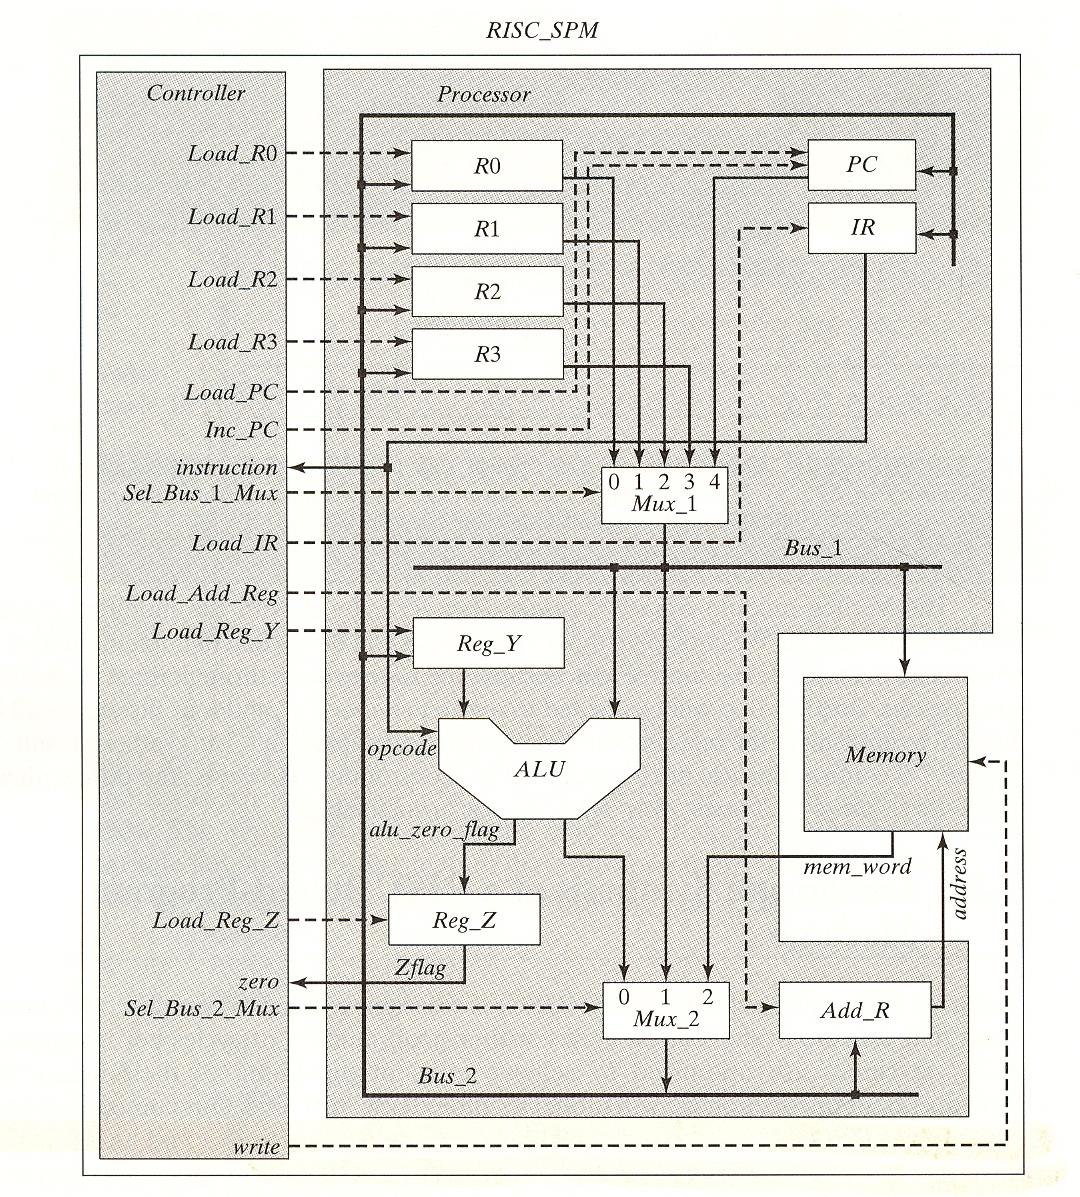 RISC_SPM
Controller
Processor
Load_R0
R0
PC
Load_R1
R1
IR
Load_R2
R2
Load_R3
R3
Load_PC
Inc_PC
instruction
Sel_Bus_1_Mux
0 1 2 3 4
Mux_1
Load_IR
Bus_1
Load_Add_Reg
Load_Reg_Y
Reg_Y
opcode
ALU
Memory
alu_zero_flag
mem_word
address
Load_Reg_Z
Reg_Z
Zflag
zero
Sel_Bus_2_Mux
0 1 2
Mux_2
Add_R
Bus_2
write